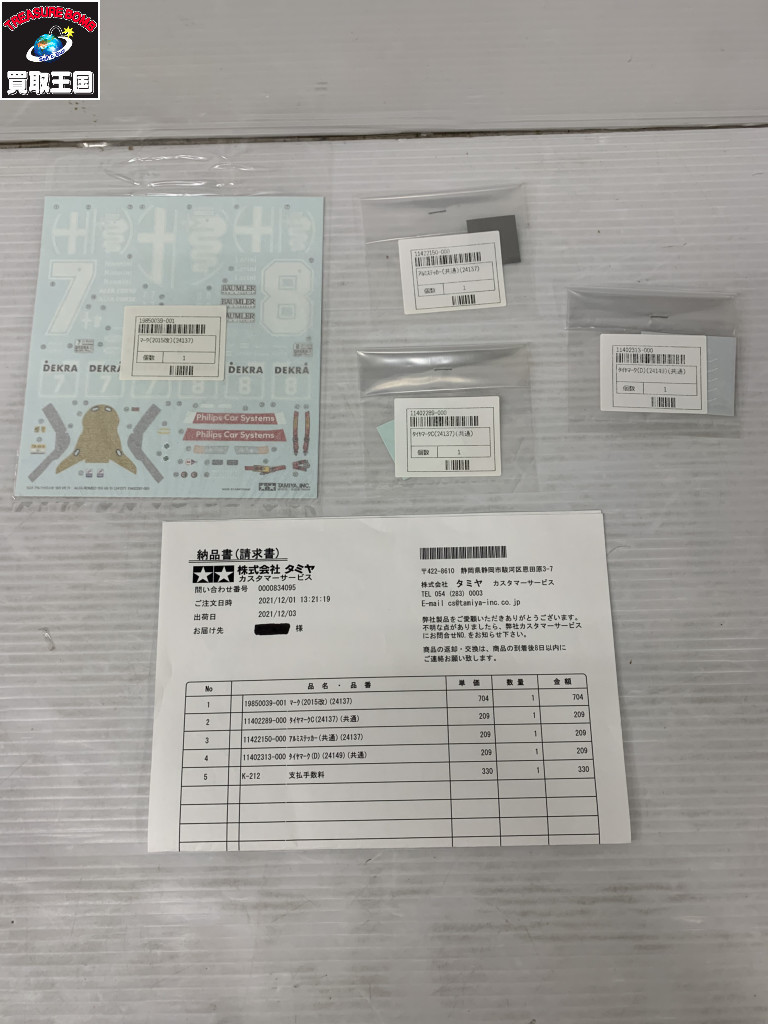 TREASURE BOMB
買取王国
7
8
BÄUMLER
19850039-001
マーク(2015改)(24137)
個数
1
DEKRA
DEKRA
DEKRA
DEKRA
7
7
8
8
Philips Car Systems
Philips Car Systems
TAMIYA, INC.
11422150-000
アルミステッカー(共通)(24137)
個数
1
11402289-000
タイヤマークC(24137)(共通)
個数
1
11402313-000
タイヤマーク(D)(24149)(共通)
個数
1
納品書(請求書)
株式会社 タミヤ
カスタマーサービス
問い合わせ番号 0000834095
ご注文日時 2021/12/01 13:21:19
出荷日 2021/12/03
お届け先 様
〒422-8610 静岡県静岡市駿河区恩田原3-7
株式会社 タミヤ カスタマーサービス
TEL 054 (283) 0003
E-mail cs@tamiya-inc.co.jp
弊社製品をご愛願いただきありがとうございます。
不明な点がありましたら、弊社カスタマーサービス
にお問合せNO.をお知らせ下さい。
商品の返却・交換は、商品の到着後8日以内に
ご連絡お願い致します。
No 品名・品番 単価 数量 金額
1 19850039-001 マーク(2015改)(24137) 704 1 704
2 11402289-000 タイヤマークC(24137)(共通) 209 1 209
3 11422150-000 アルミステッカー(共通)(24137) 209 1 209
4 11402313-000 タイヤマーク(D)(24149)(共通) 209 1 209
5 K-212 支払手数料 330 1 330